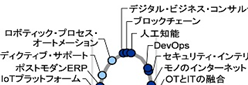 デジタル・ビジネス・コンサル
ブロックチェーン
人工知能
DevOps
セキュリティ・インテリ
モノのインターネット
OTとITの融合
ロボティック・プロセス・
オートメーション
ディクティブ・サポート
ポストモダンERP
IoTプラットフォーム